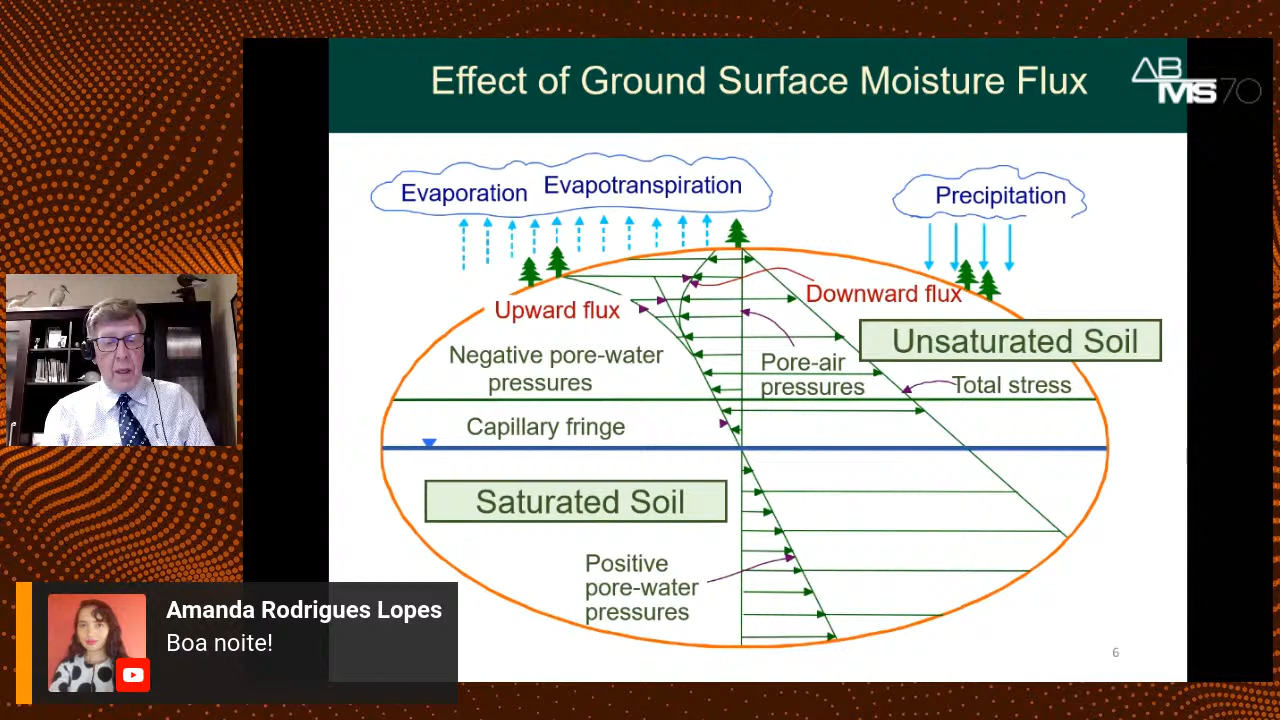 Effect of Ground Surface Moisture Flux
AB
MS70
Evaporation
Evapotranspiration
Precipitation
Upward flux
Downward flux
Unsaturated Soil
Negative pore-water
pressures
Pore-air
pressures
Total stress
Capillary fringe
Saturated Soil
Positive
pore-water
pressures
6
Amanda Rodrigues Lopes
Boa noite!